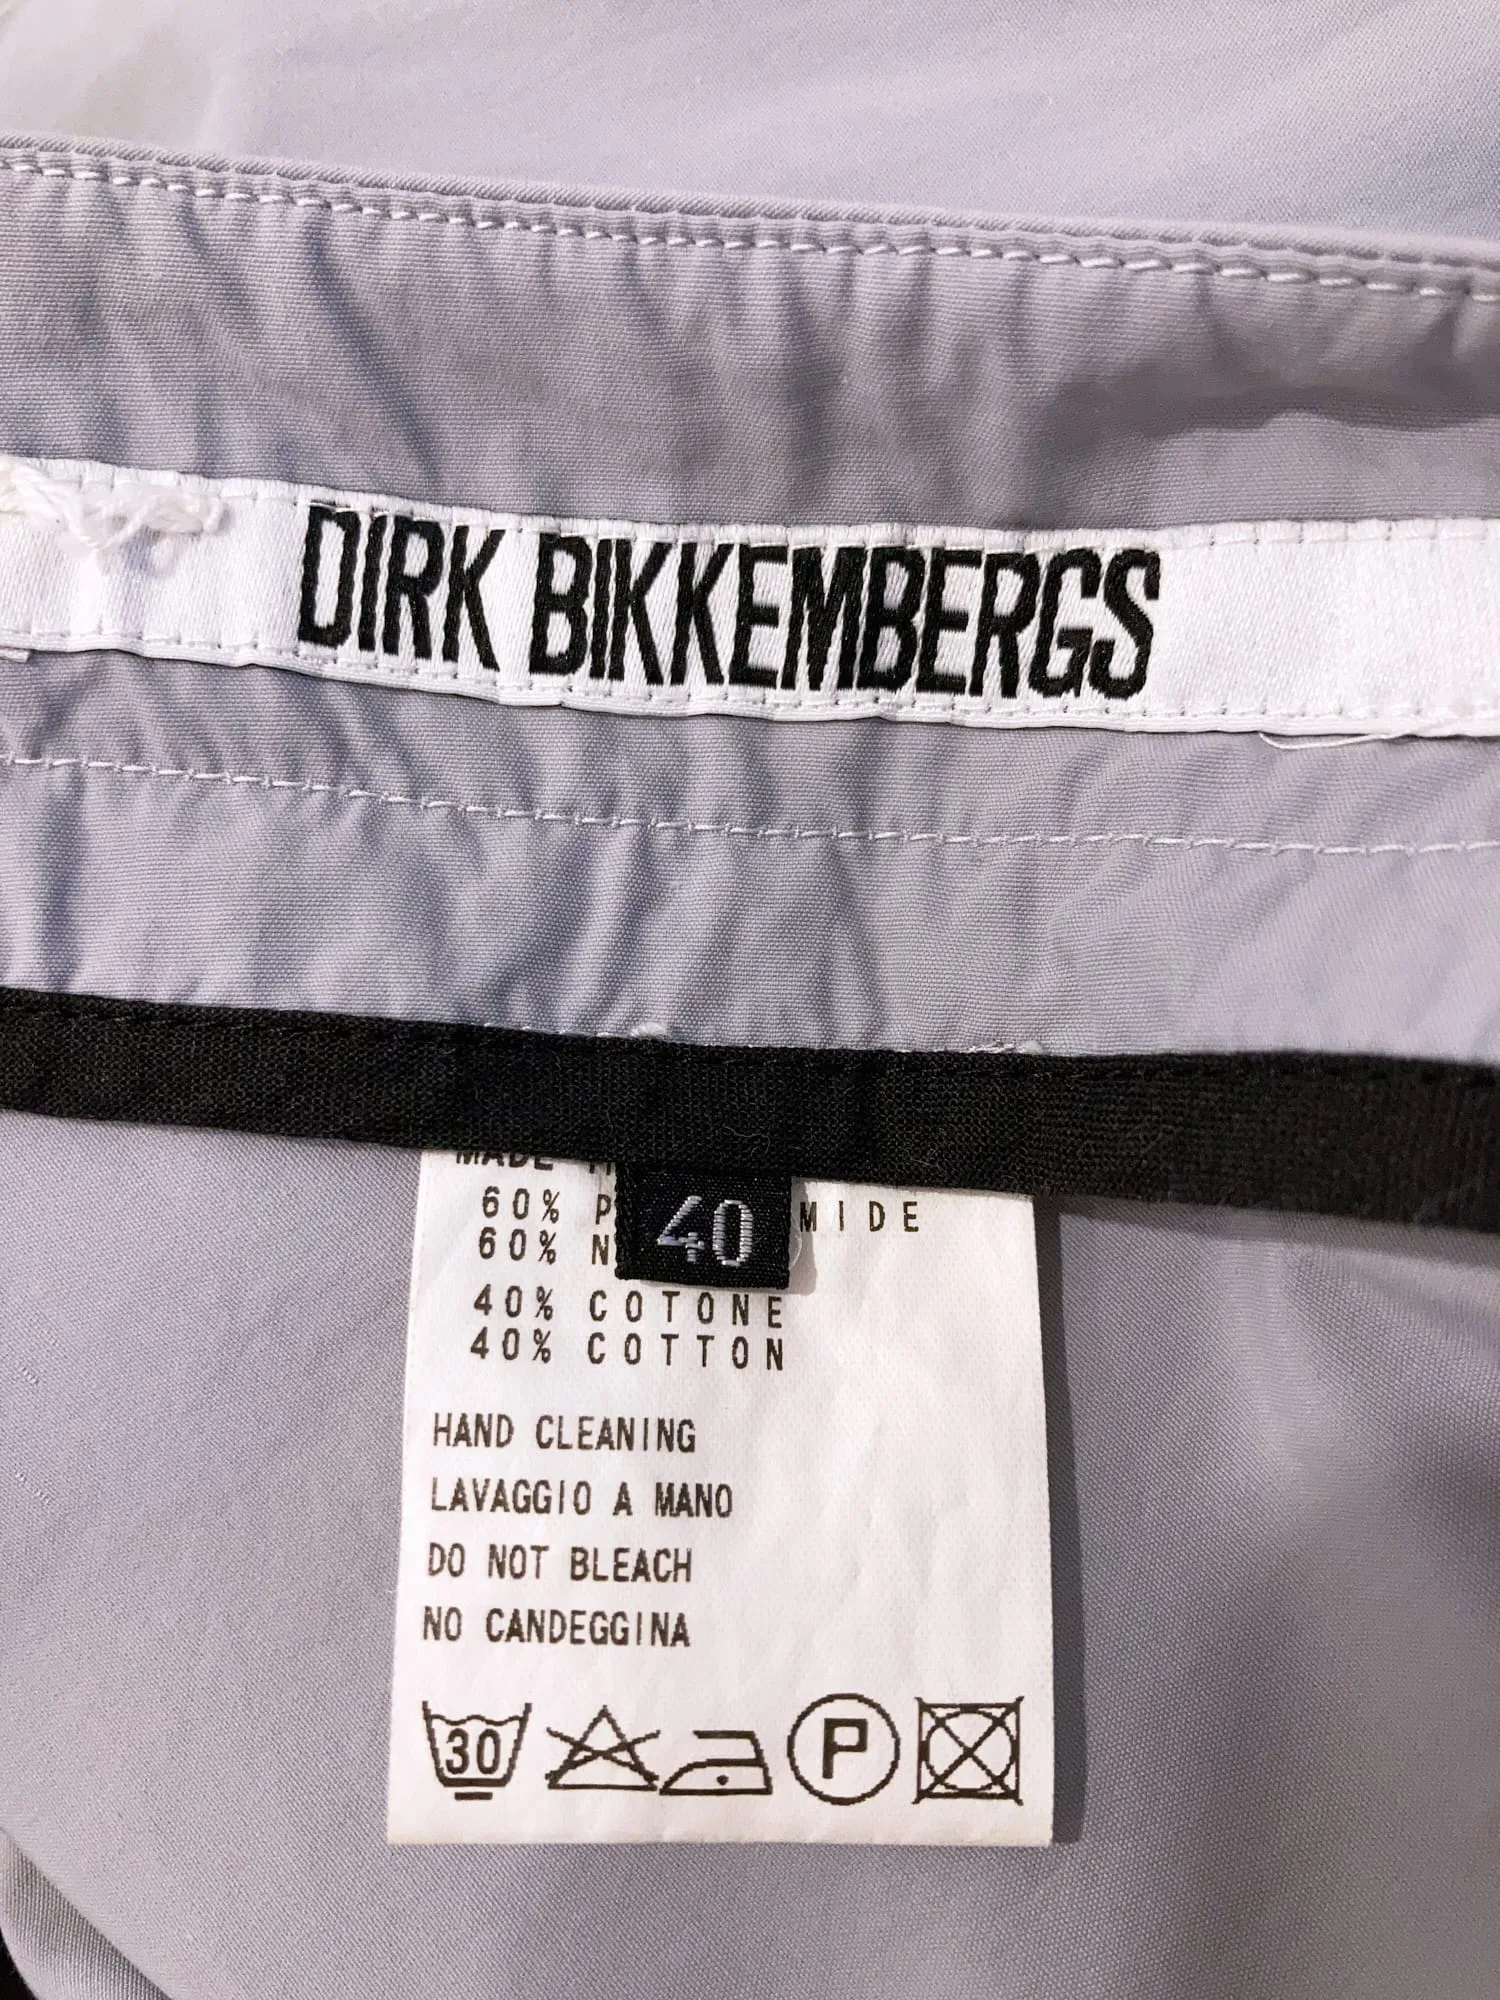 DIRK BIKKEMBERGS
MADE
60%
40
60%
40% COTONE
40% COTTON
HAND CLEANING
LAVAGGIO A MANO
DO NOT BLEACH
NO CANDEGGINA
30
P